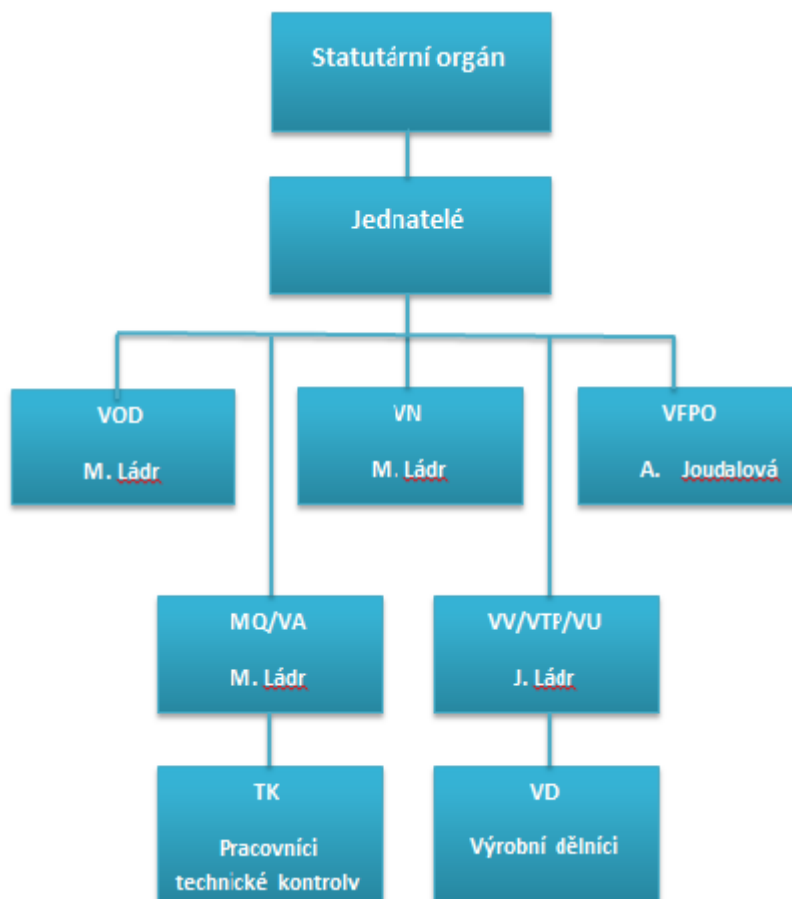 Statutární orgán
Jednatelé
VOD
M. Ládr
VN
M. Ládr
VFPO
A. Joudalová
MQ/VA
M. Ládr
VV/VTP/VU
J. Ládr
TK
Pracovníci
technické kontroly
VD
Výrobní dělníci